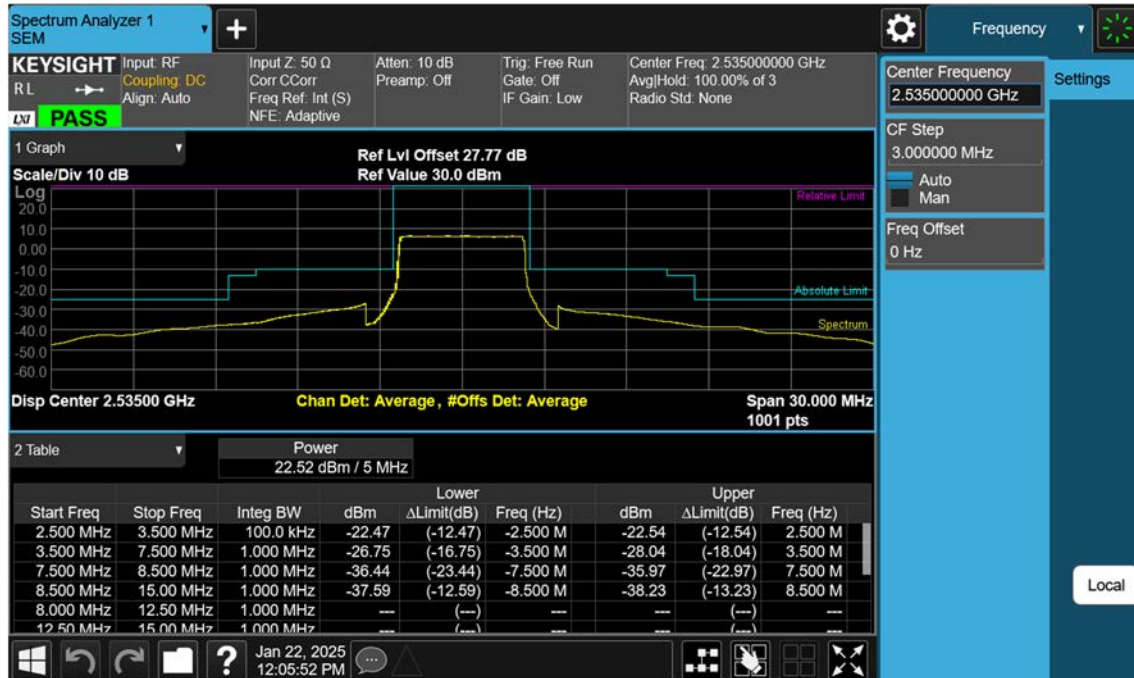 Spectrum Analyzer 1
SEM
+
Frequency
KEYSIGHT
RL
LXI PASS
Input: RF
Coupling: DC
Align: Auto
Input Z: 50 Ω
Corr CCorr
Freq Ref: Int (S)
NFE: Adaptive
Atten: 10 dB
Preamp: Off
Trig: Free Run
Gate: Off
IF Gain: Low
Center Freq: 2.535000000 GHz
Avg|Hold: 100.00% of 3
Radio Std: None
Center Frequency
2.535000000 GHz
Settings
CF Step
3.000000 MHz
Auto
Man
Freq Offset
0 Hz
Local
1 Graph
Scale/Div 10 dB
Ref Lvl Offset 27.77 dB
Ref Value 30.0 dBm
Log
20.0
10.0
0.00
-10.0
-20.0
-30.0
-40.0
-50.0
-60.0
Relative Limit
Absolute Limit
Spectrum
Disp Center 2.53500 GHz
Chan Det: Average, #Offs Det: Average
Span 30.000 MHz
1001 pts
2 Table
Power
22.52 dBm / 5 MHz
Lower Upper
Start Freq Stop Freq Integ BW dBm ΔLimit(dB) Freq (Hz) dBm ΔLimit(dB) Freq (Hz)
2.500 MHz 3.500 MHz 100.0 kHz -22.47 (-12.47) -2.500 M -22.54 (-12.54) 2.500 M
3.500 MHz 7.500 MHz 1.000 MHz -26.75 (-16.75) -3.500 M -28.04 (-18.04) 3.500 M
7.500 MHz 8.500 MHz 1.000 MHz -36.44 (-23.44) -7.500 M -35.97 (-22.97) 7.500 M
8.500 MHz 15.00 MHz 1.000 MHz -37.59 (-12.59) -8.500 M -38.23 (-13.23) 8.500 M
8.000 MHz 12.50 MHz 1.000 MHz --- (---) --- --- (---) ---
12.50 MHz 15.00 MHz 1.000 MHz --- (---) --- --- (---) ---
?
Jan 22, 2025
12:05:52 PM